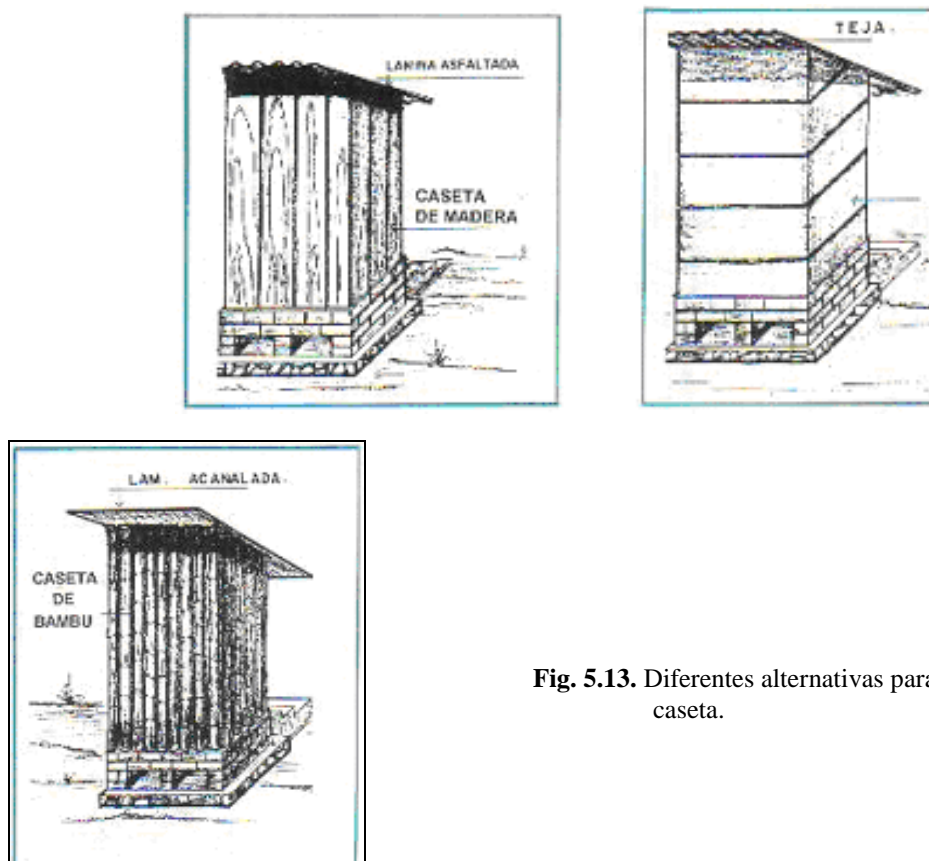 LAMINA ASFALTADA
CASETA
DE MADERA
TEJA.
LAM. ACANALADA.
CASETA
DE
BAMBU
Fig. 5.13. Diferentes alternativas para
caseta.